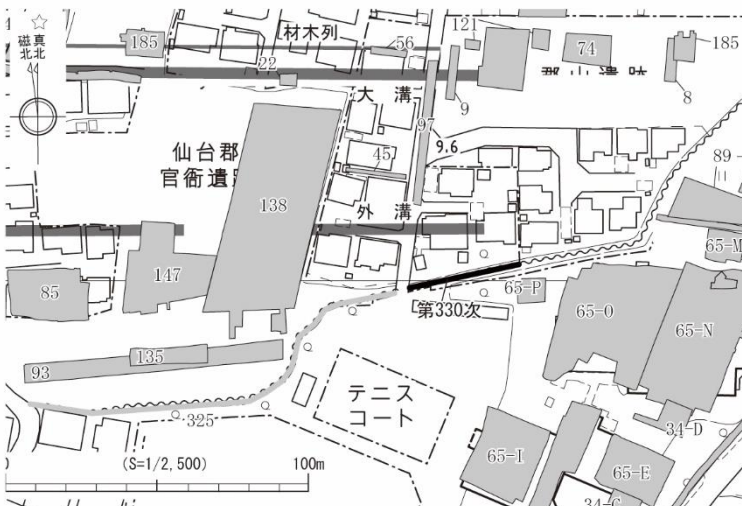 121
材木列
56
185
74
185
真北
磁北
22
大溝
9
8
97
9.6
仙台郡
官衙遺
45
89
138
外溝
65-M
147
65-P
85
第330次
65-O
65-N
135
93
テニス
コート
325
34-D
(S=1/2,500)
0
100m
65-I
65-E